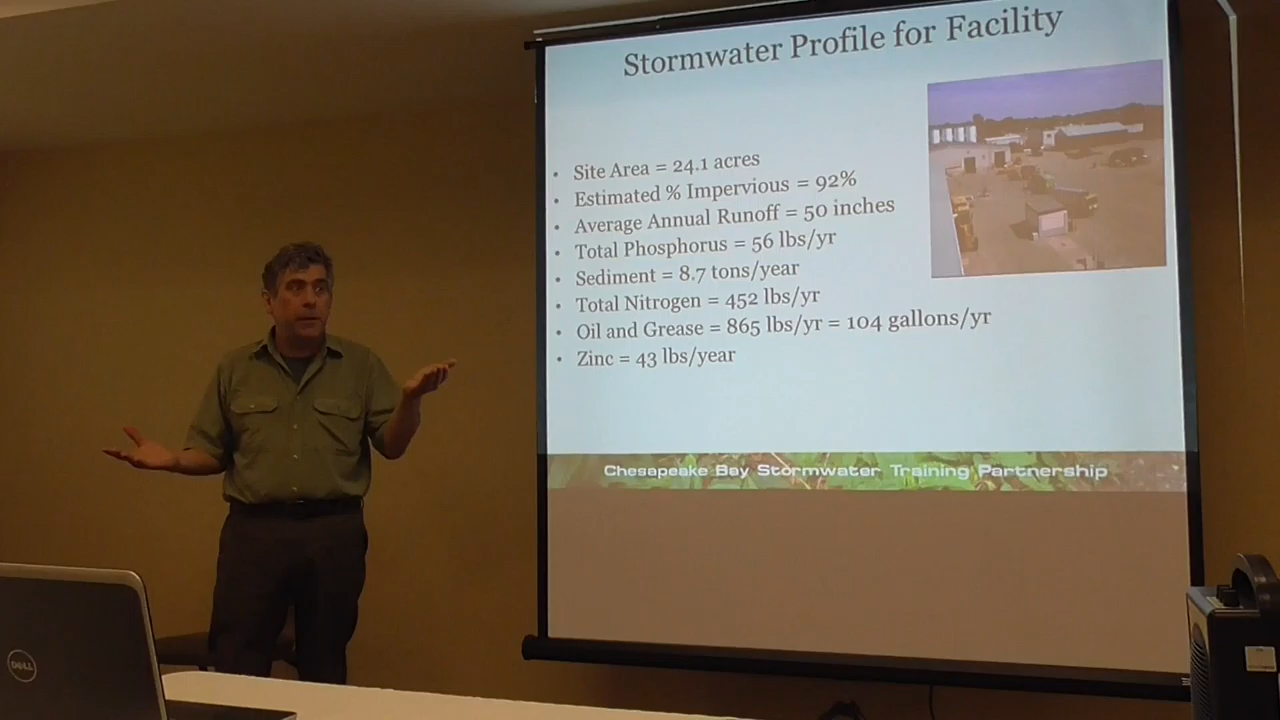 Stormwater Profile for Facility
• Site Area = 24.1 acres
• Estimated % Impervious = 92%
• Average Annual Runoff = 50 inches
• Total Phosphorus = 56 lbs/yr
• Sediment = 8.7 tons/year
• Total Nitrogen = 452 lbs/yr
• Oil and Grease = 865 lbs/yr = 104 gallons/yr
• Zinc = 43 lbs/year
Chesapeake Bay Stormwater Training Partnership
DELL